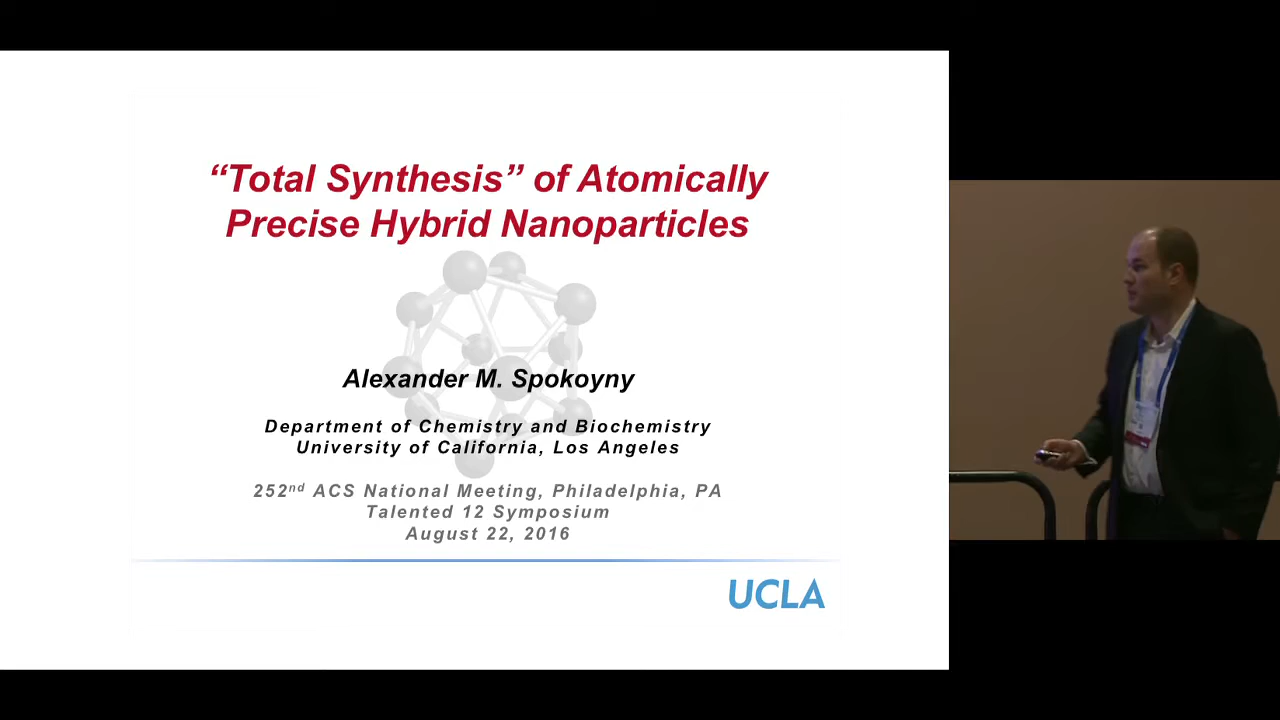 “Total Synthesis” of Atomically
Precise Hybrid Nanoparticles
Alexander M. Spokoyny
Department of Chemistry and Biochemistry
University of California, Los Angeles
252nd ACS National Meeting, Philadelphia, PA
Talented 12 Symposium
August 22, 2016
UCLA